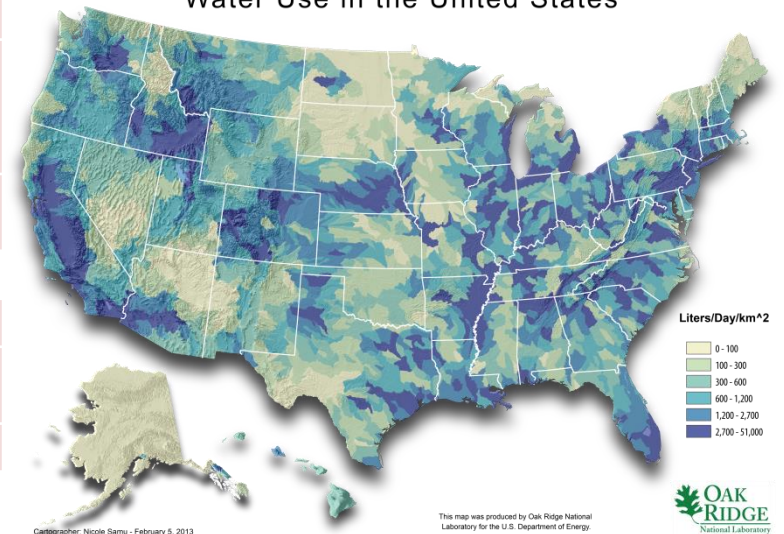 Water Use in the United States
Liters/Day/km^2
0 - 100
100 - 300
300 - 600
600 - 1,200
1,200 - 2,700
2,700 - 51,000
This map was produced by Oak Ridge National
Laboratory for the U.S. Department of Energy.
OAK
RIDGE
National Laboratory
Cartographer: Nicole Samu - February 5, 2013